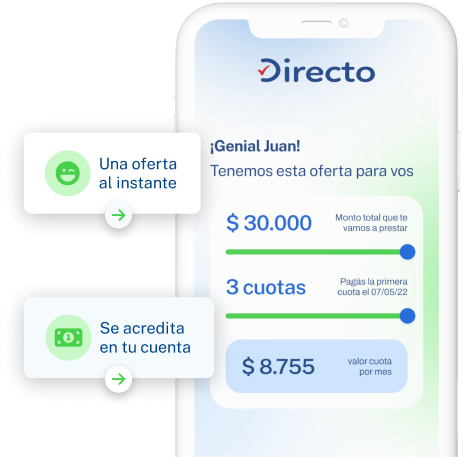 Directo
¡Genial Juan!
Tenemos esta oferta para vos
Una oferta
al instante
$ 30.000
Monto total que te
vamos a prestar
3 cuotas
Pagás la primera
cuota el 07/05/22
Se acredita
en tu cuenta
$ 8.755
valor cuota
por mes